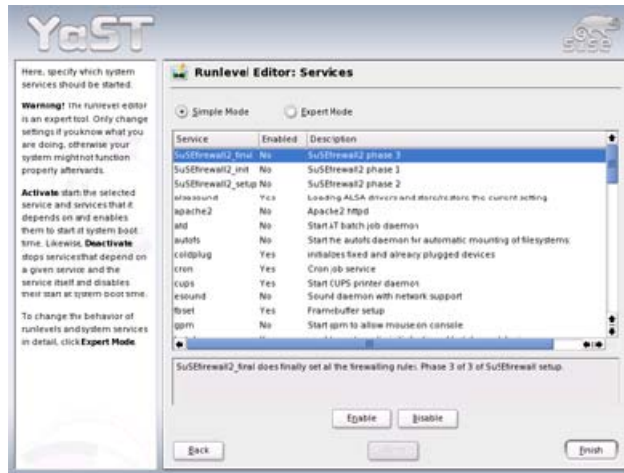 YaST
SUSE
Here, specify which system
services should be started.
Warning! The runlevel editor
is an expert tool. Only change
settings if you know what you
are doing, otherwise your
system might not function
properly afterwards.
Activate starts the selected
service and services that it
depends on and enables
them to start at system boot
time. Likewise, Deactivate
stops services that depend on
a given service and the
service itself and disables
their start at system boot time.
To change the behavior of
runlevels and system services
in detail, click Expert Mode.
Runlevel Editor: Services
Simple Mode Expert Mode
Service Enabled Description
SuSEfirewall2_final No SuSEfirewall2 phase 3
SuSEfirewall2_init No SuSEfirewall2 phase 1
SuSEfirewall2_setup No SuSEfirewall2 phase 2
alsasound Yes Loading ALSA drivers and store/restore the current setting
apache2 No Apache2 httpd
atd No Start AT batch job daemon
autofs No Start the autofs daemon for automatic mounting of filesystems
coldplug Yes initializes fixed and already plugged devices
cron Yes Cron job service
cups Yes Start CUPS printer daemon
esound No Sound daemon with network support
fbset Yes Framebuffer setup
gpm No Start gpm to allow mouse on console
SuSEfirewall2_final does finally set all the firewalling rules. Phase 3 of 3 of SuSEfirewall setup.
Enable Disable
Back Finish